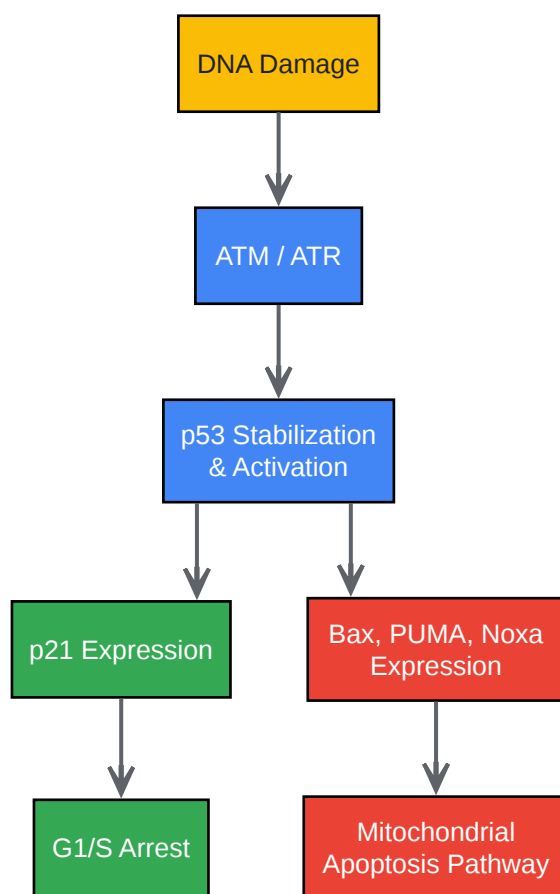 DNA Damage
ATM / ATR
p53 Stabilization
& Activation
p21 Expression
Bax, PUMA, Noxa
Expression
G1/S Arrest
Mitochondrial
Apoptosis Pathway